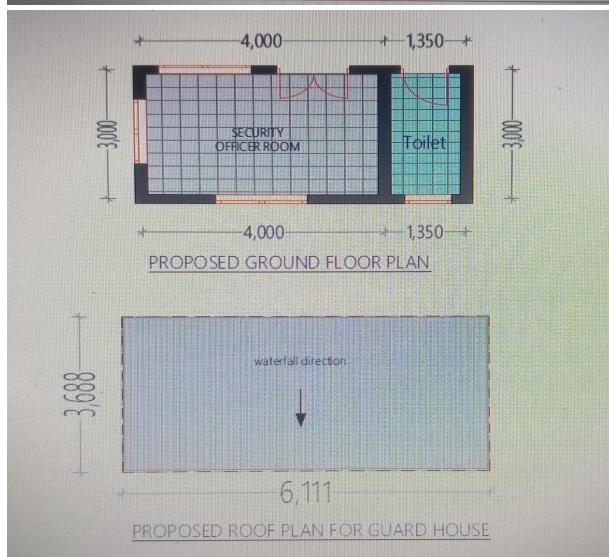 4,000
1,350
3,000
SECURITY
OFFICER ROOM
Toilet
3,000
4,000
1,350
PROPOSED GROUND FLOOR PLAN
waterfall direction
3,688
6,111
PROPOSED ROOF PLAN FOR GUARD HOUSE